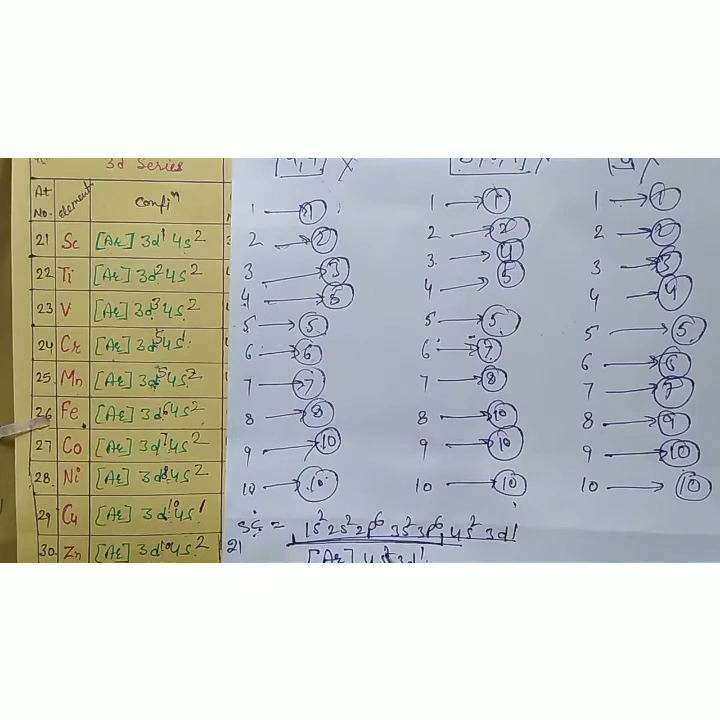 3d Series
At No. element Confiⁿ
21 Sc [Ar] 3d¹ 4s²
22 Ti [Ar] 3d² 4s²
23 V [Ar] 3d³ 4s²
24 Cr [Ar] 3d⁵ 4s¹
25 Mn [Ar] 3d⁵ 4s²
26 Fe [Ar] 3d⁶ 4s²
27 Co [Ar] 3d⁷ 4s²
28 Ni [Ar] 3d⁸ 4s²
29 Cu [Ar] 3d¹⁰ 4s¹
30 Zn [Ar] 3d¹⁰ 4s²
1 → 1
2 → 2
3 → 3
4 → 5
5 → 5
6 → 6
7 → 7
8 → 8
9 → 10
10 → 10
1 → 1
2 → 2
3 → 4
4 → 5
5 → 5
6 → 7
7 → 8
8 → 10
9 → 10
10 → 10
1 → 1
2 → 2
3 → 3
4 → 4
5 → 5
6 → 6
7 → 7
8 → 9
9 → 10
10 → 10
Sc = 1s² 2s² 2p⁶ 3s² 3p⁶, 4s² 3d¹
21
[Ar] 4s² 3d¹